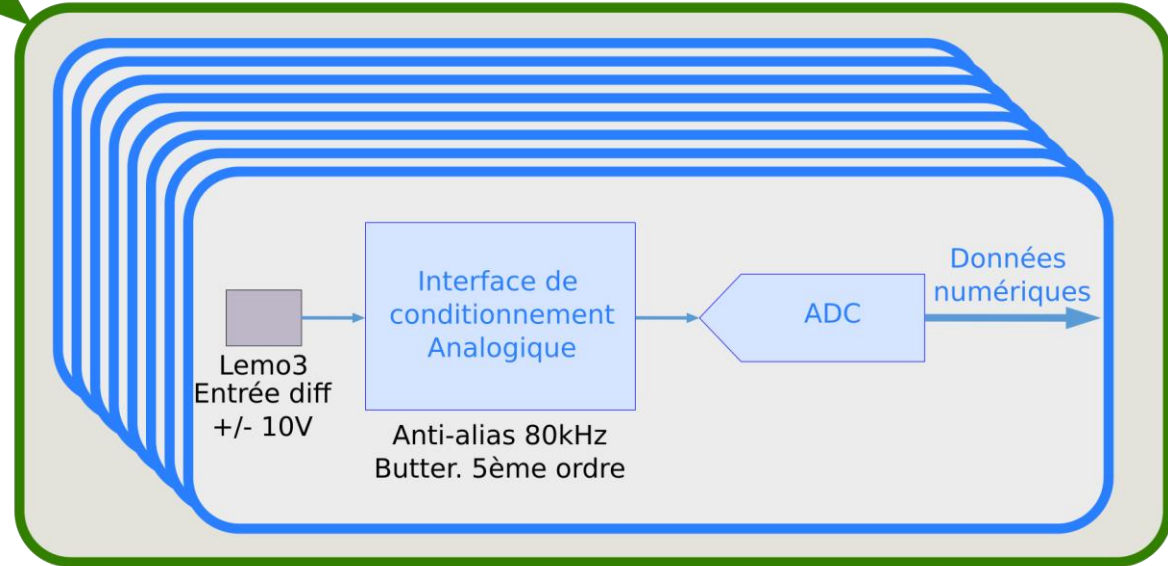 Lemo3
Entrée diff
+/- 10V
Interface de
conditionnement
Analogique
Anti-alias 80kHz
Butter. 5ème ordre
ADC
Données
numériques